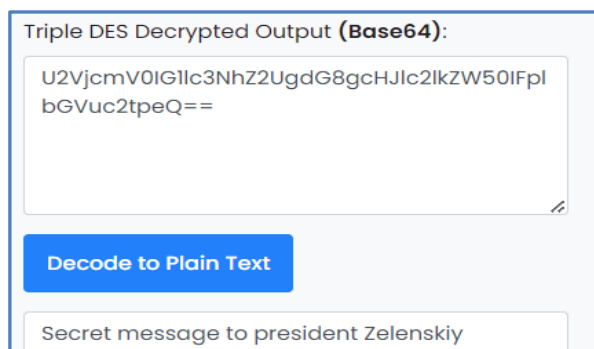 Triple DES Decrypted Output (Base64):
U2VjcmV0IG1lc3NhZ2UgdG8gcHJlc2lkZW50IFpl
bGVuc2tpeQ==
Decode to Plain Text
Secret message to president Zelenskiy